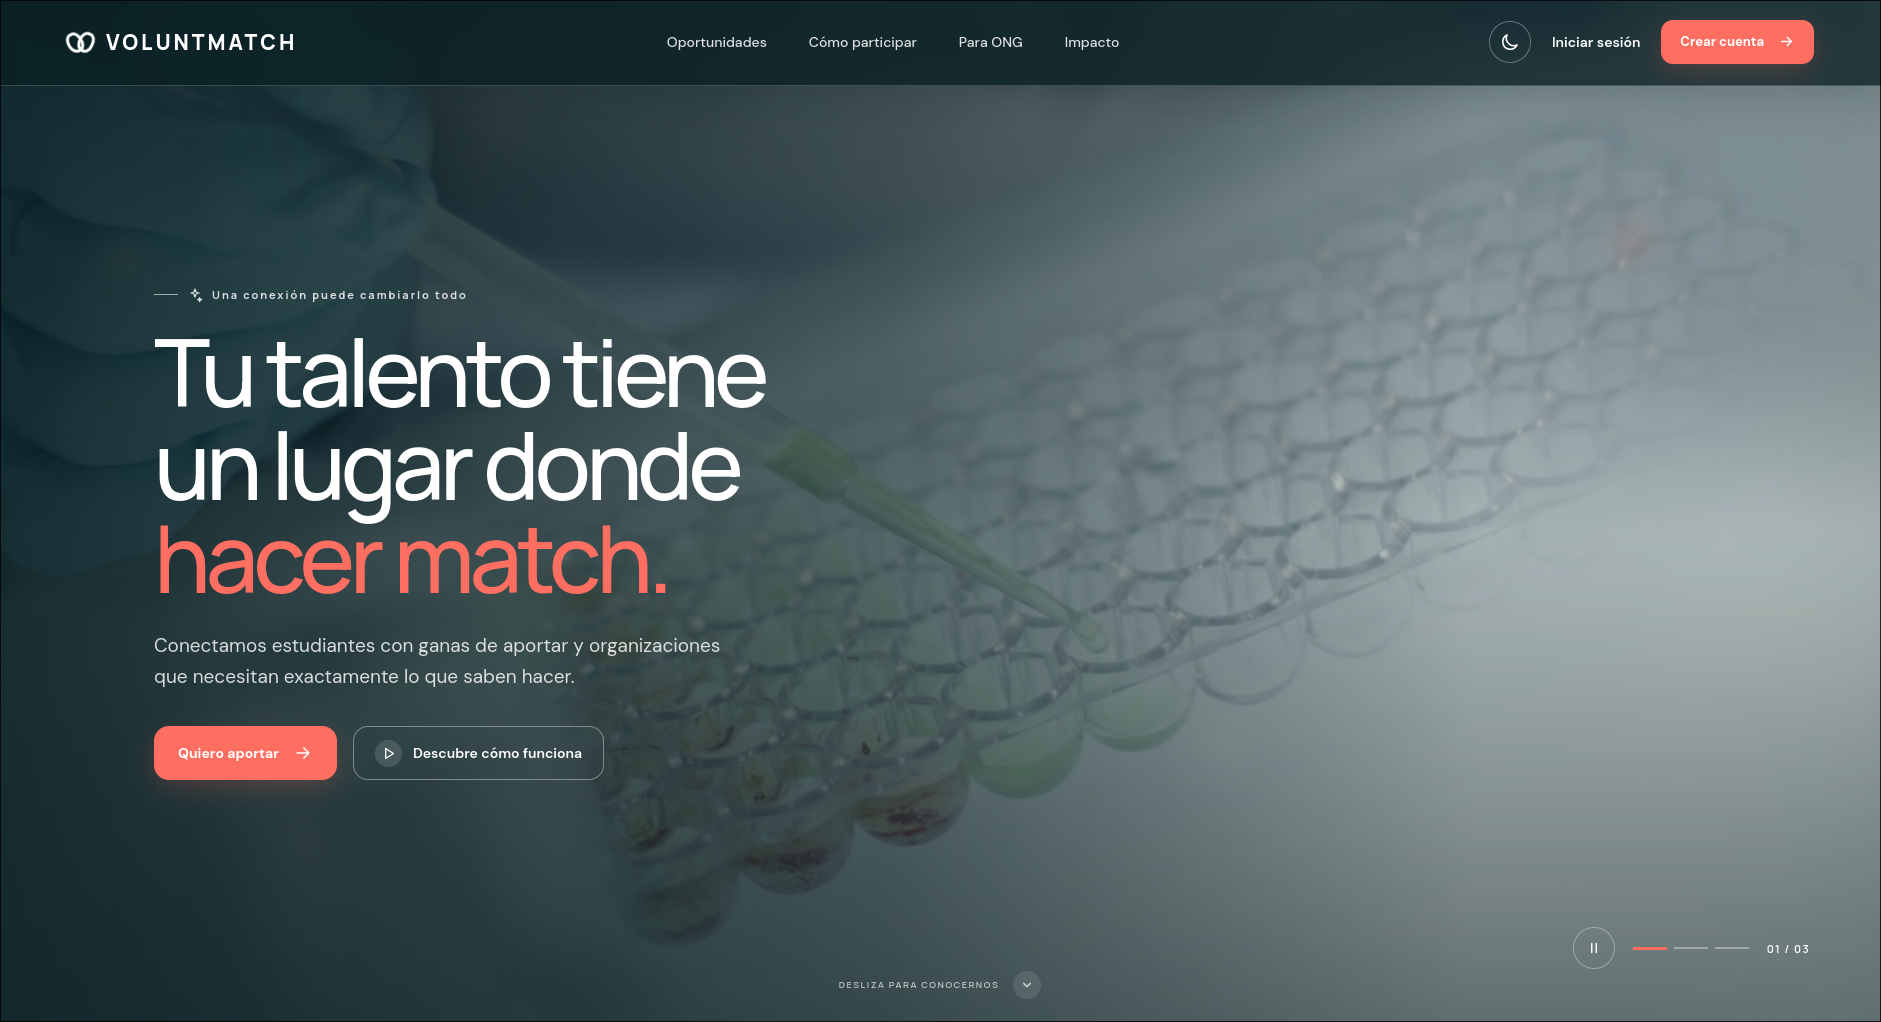 VOLUNTMATCH
Oportunidades
Cómo participar
Para ONG
Impacto
Iniciar sesión
Crear cuenta
Una conexión puede cambiarlo todo
Tu talento tiene
un lugar donde
hacer match.
Conectamos estudiantes con ganas de aportar y organizaciones
que necesitan exactamente lo que saben hacer.
Quiero aportar
Descubre cómo funciona
01 / 03
DESLIZA PARA CONOCERNOS